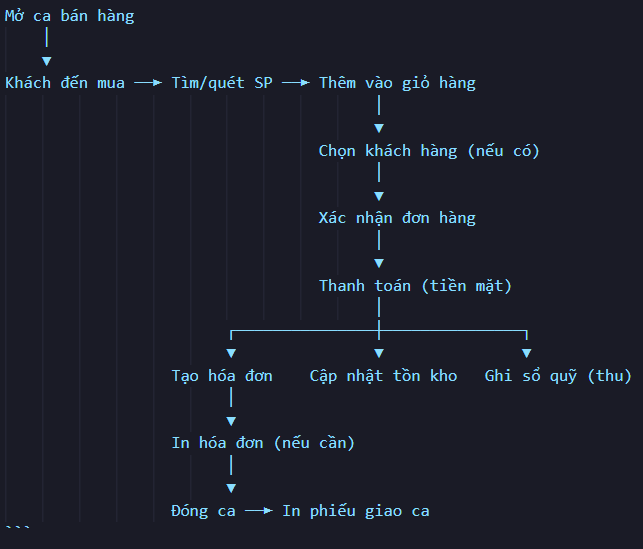 Mở ca bán hàng
Khách đến mua ──► Tìm/quét SP ──► Thêm vào giỏ hàng
Chọn khách hàng (nếu có)
Xác nhận đơn hàng
Thanh toán (tiền mặt)
Tạo hóa đơn    Cập nhật tồn kho   Ghi sổ quỹ (thu)
In hóa đơn (nếu cần)
Đóng ca ──► In phiếu giao ca
```